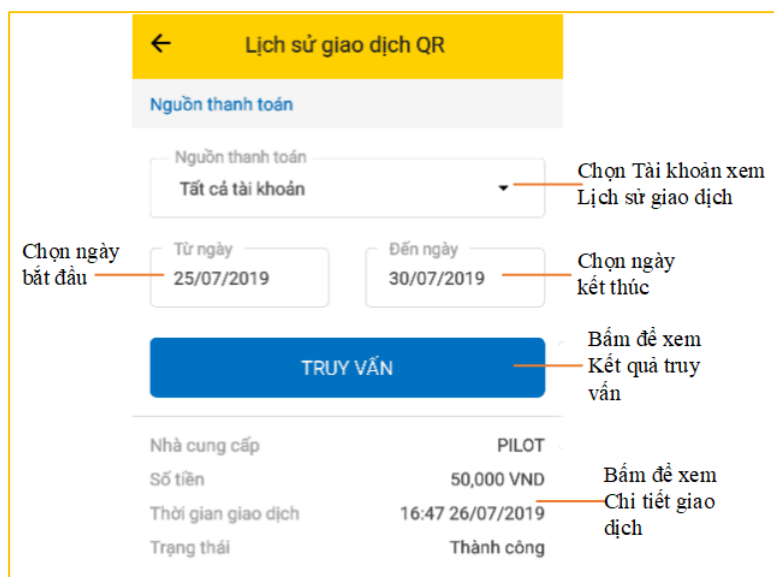 Lịch sử giao dịch QR
Nguồn thanh toán
Nguồn thanh toán
Tất cả tài khoản
Chọn Tài khoản xem
Lịch sử giao dịch
Chọn ngày
bắt đầu
Từ ngày
25/07/2019
Đến ngày
30/07/2019
Chọn ngày
kết thúc
TRUY VẤN
Bấm để xem
Kết quả truy
vấn
Nhà cung cấp PILOT
Số tiền 50,000 VND
Thời gian giao dịch 16:47 26/07/2019
Trạng thái Thành công
Bấm để xem
Chi tiết giao
dịch